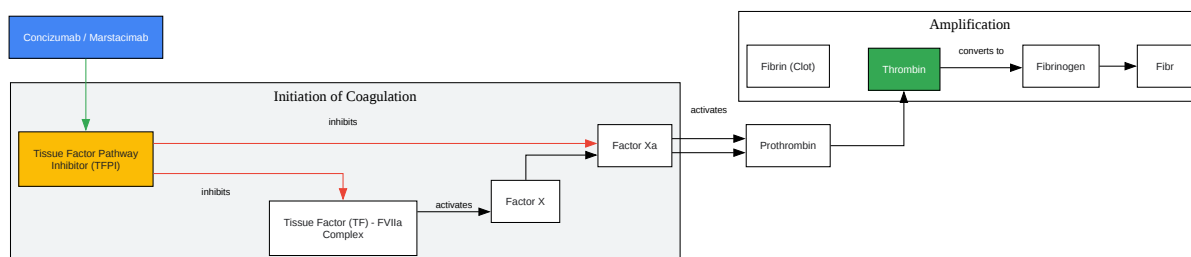 Concizumab / Marstacimab
Amplification
Fibrin (Clot)
Thrombin
converts to
Fibrinogen
Fibr
Initiation of Coagulation
inhibits
activates
Tissue Factor Pathway
Inhibitor (TFPI)
Factor Xa
Prothrombin
inhibits
Tissue Factor (TF) - FVIIa
Complex
activates
Factor X